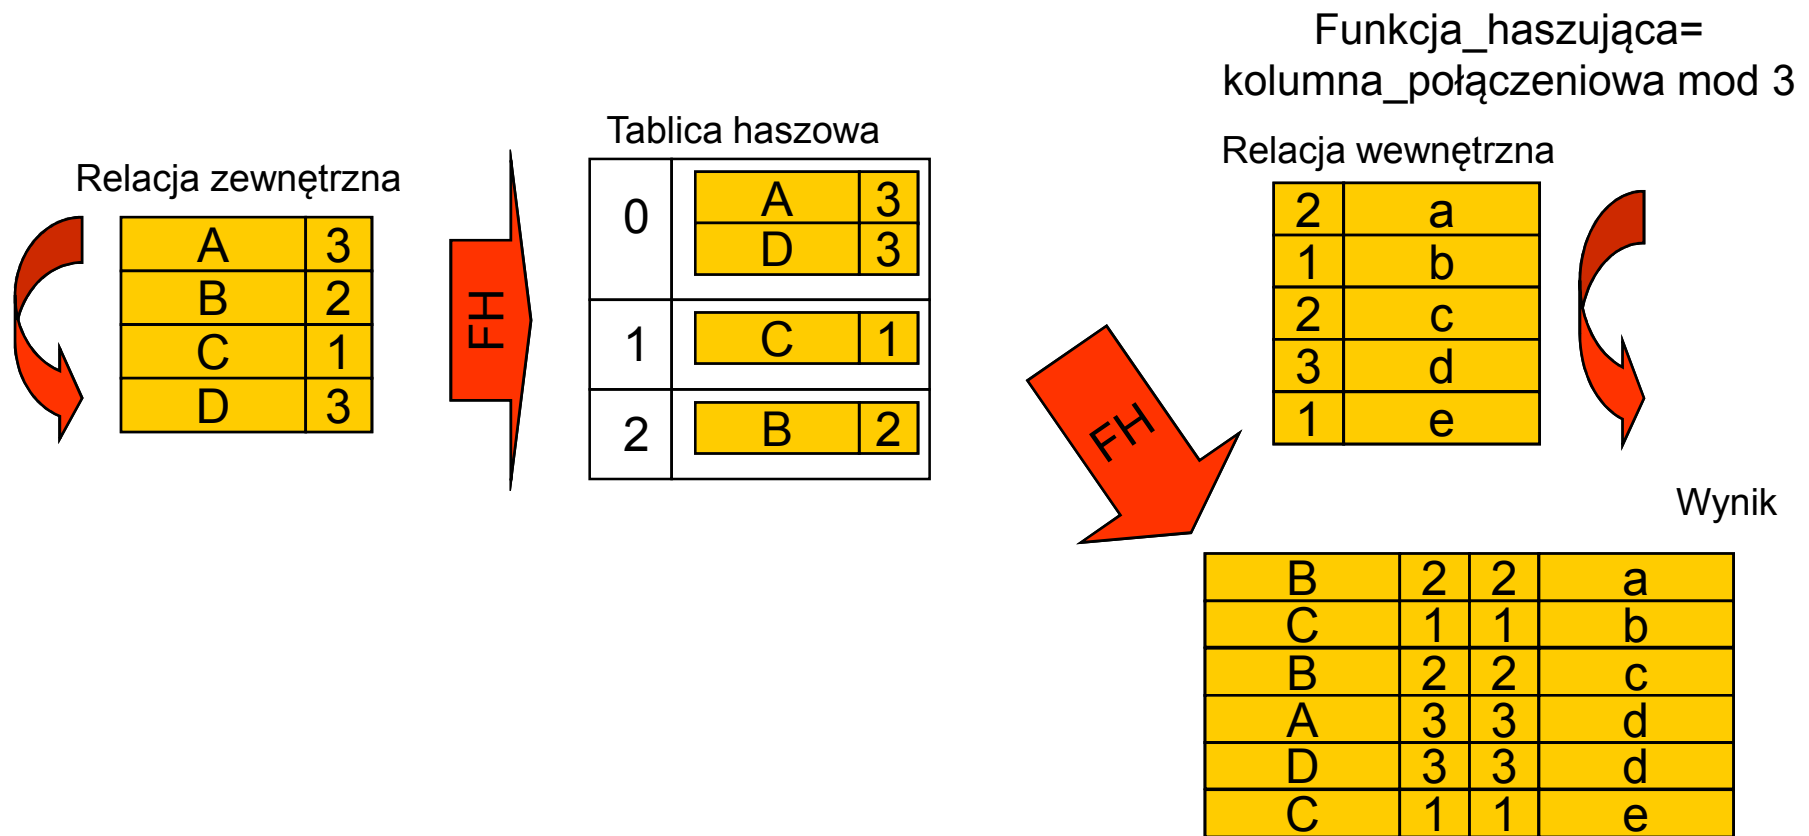 Funkcja_haszująca=
kolumna_połączeniowa mod 3
Relacja zewnętrzna
A 3
B 2
C 1
D 3
FH
Tablica haszowa
0 A 3
D 3
1 C 1
2 B 2
FH
Relacja wewnętrzna
2 a
1 b
2 c
3 d
1 e
Wynik
B 2 2 a
C 1 1 b
B 2 2 c
A 3 3 d
D 3 3 d
C 1 1 e